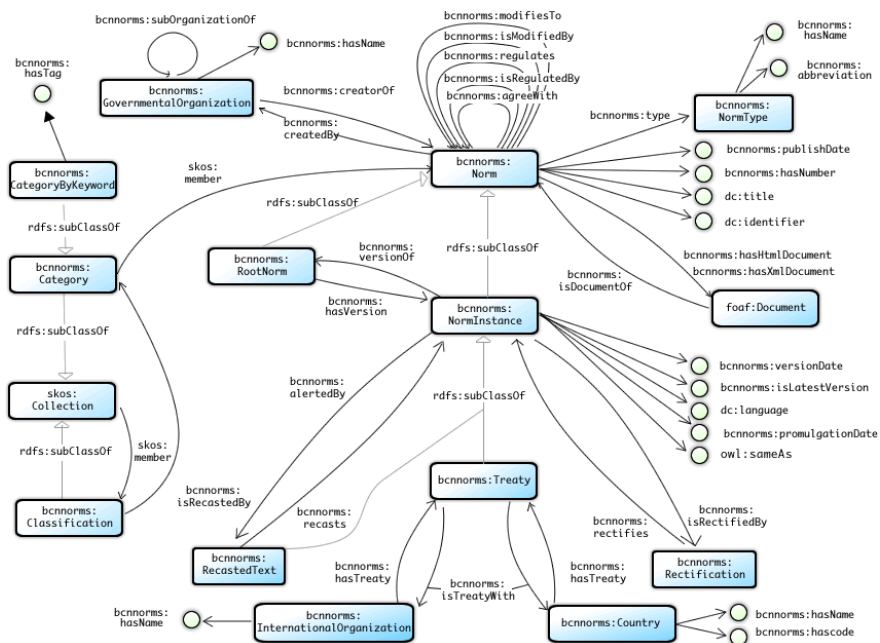 bcnnorms:subOrganizationOf
bcnnorms:hasName
bcnnorms:
hasTag
bcnnorms:
GovernmentalOrganization
bcnnorms:creatorOf
bcnnorms:
createdBy
bcnnorms:modifiesTo
bcnnorms:isModifiedBy
bcnnorms:regulates
bcnnorms:isRegulatedBy
bcnnorms:agreeWith
bcnnorms:
hasName
bcnnorms:
abbreviation
bcnnorms:
NormType
bcnnorms:type
bcnnorms:
CategoryByKeyword
skos:
member
bcnnorms:
Norm
bcnnorms:publishDate
bcnnorms:hasNumber
dc:title
dc:identifier
rdfs:subClassOf
rdfs:subClassOf
rdfs:subClassOf
bcnnorms:
Category
bcnnorms:
RootNorm
bcnnorms:
versionOf
bcnnorms:
hasVersion
bcnnorms:hasHtmlDocument
bcnnorms:hasXmlDocument
bcnnorms:
isDocumentOf
foaf:Document
bcnnorms:
NormInstance
rdfs:subClassOf
skos:
Collection
bcnnorms:
alertedBy
rdfs:subClassOf
bcnnorms:versionDate
bcnnorms:isLatestVersion
dc:language
bcnnorms:promulgationDate
owl:sameAs
rdfs:subClassOf
skos:
member
bcnnorms:
Classification
bcnnorms:
isRecastedBy
bcnnorms:
recasts
bcnnorms:Treaty
bcnnorms:
rectifies
bcnnorms:
isRectifiedBy
bcnnorms:
RecastedText
bcnnorms:
hasTreaty
bcnnorms:
isTreatyWith
bcnnorms:
hasTreaty
bcnnorms:
Rectification
bcnnorms:
hasName
bcnnorms:
InternationalOrganization
bcnnorms:Country
bcnnorms:hasName
bcnnorms:hascode